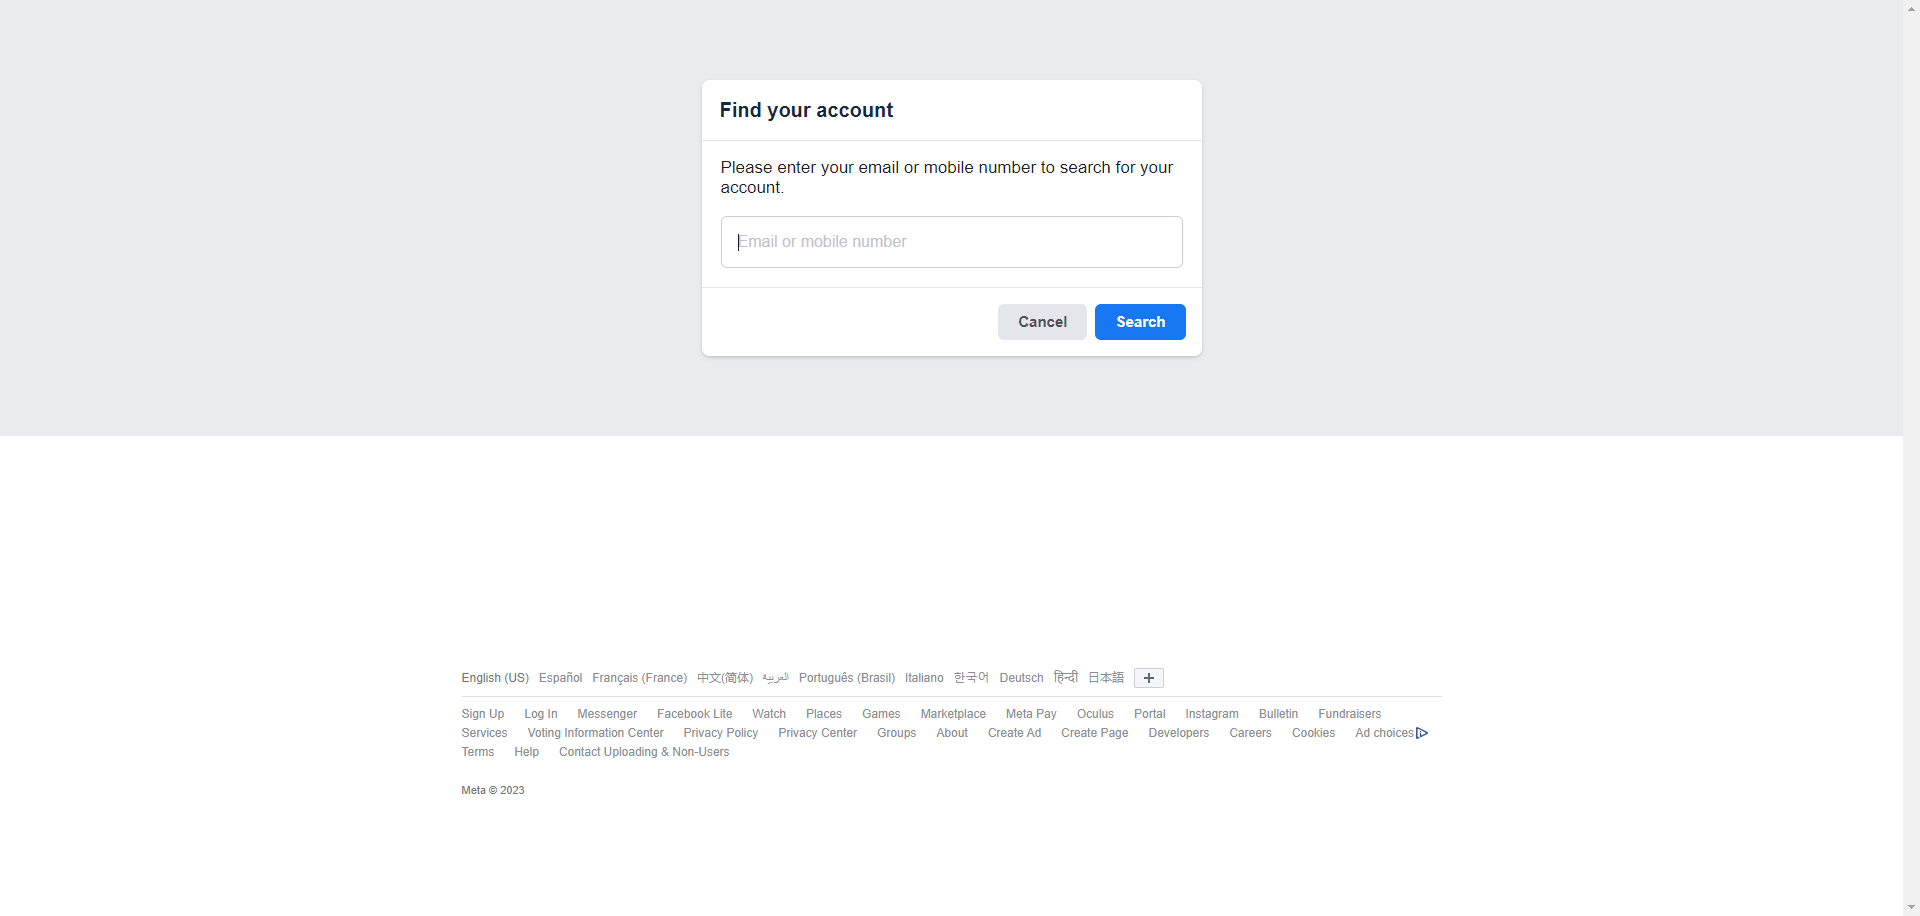 Find your account
Please enter your email or mobile number to search for your
account.
Email or mobile number
Cancel Search
English (US) Español Français (France) 中文(简体) العربية Português (Brasil) Italiano 한국어 Deutsch हिन्दी 日本語
Sign Up Log In Messenger Facebook Lite Watch Places Games Marketplace Meta Pay Oculus Portal Instagram Bulletin Fundraisers
Services Voting Information Center Privacy Policy Privacy Center Groups About Create Ad Create Page Developers Careers Cookies Ad choices
Terms Help Contact Uploading & Non-Users
Meta © 2023